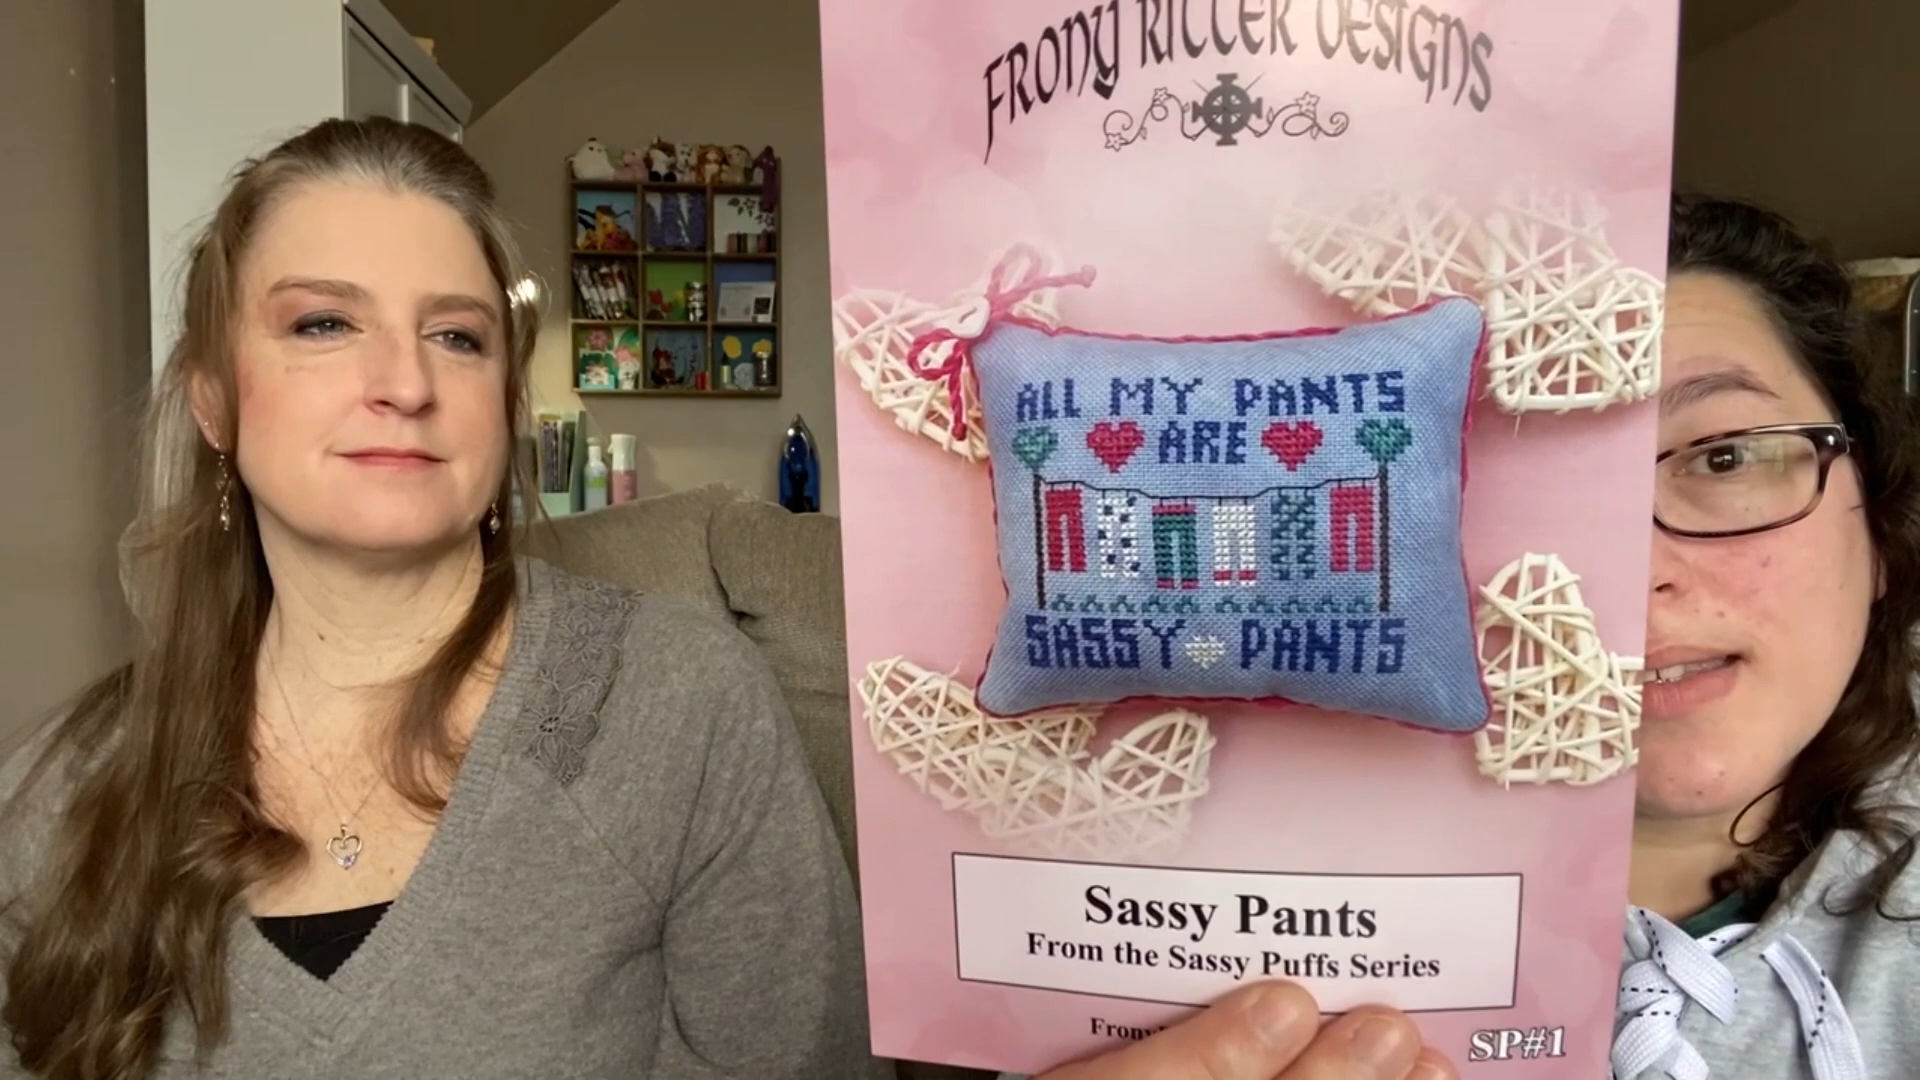 FRONY RITTER DESIGNS
ALL MY PANTS
ARE
SASSY PANTS
Sassy Pants
From the Sassy Puffs Series
SP#1